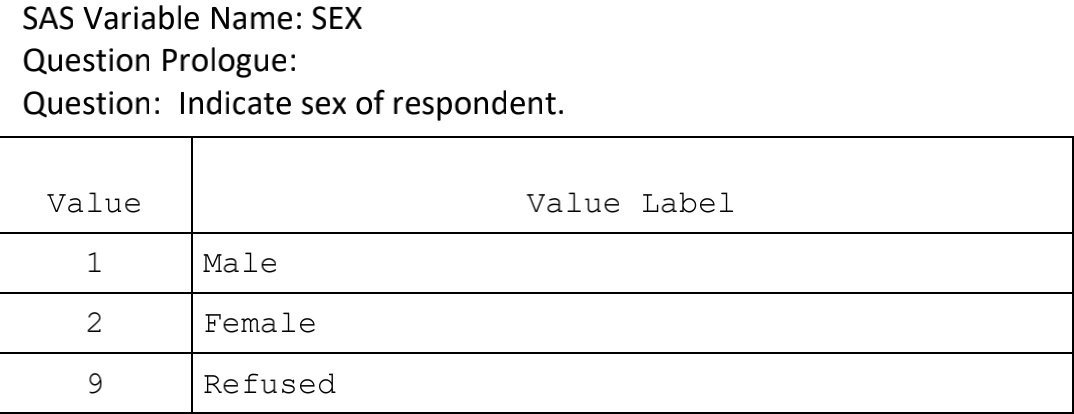 SAS Variable Name: SEX
Question Prologue:
Question:  Indicate sex of respondent.
Value Value Label
1 Male
2 Female
9 Refused